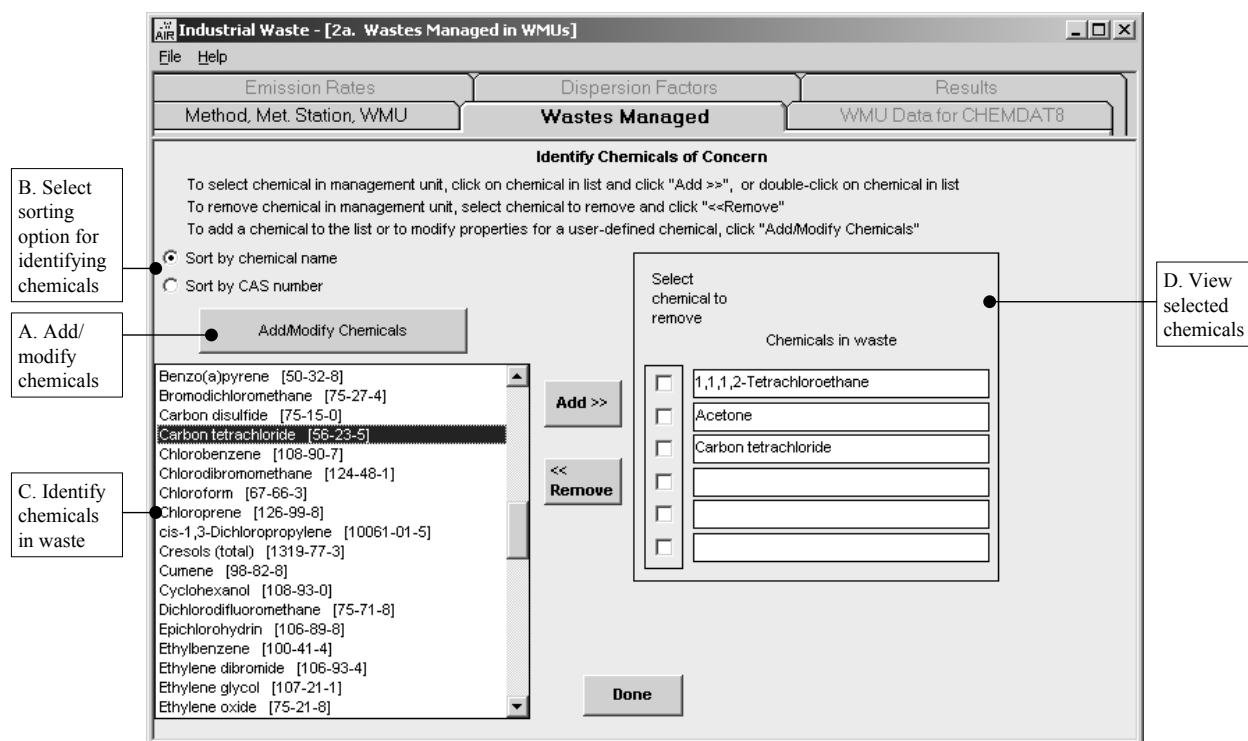 AIR Industrial Waste - [2a. Wastes Managed in WMUs]
File Help
Emission Rates Dispersion Factors Results
Method, Met. Station, WMU Wastes Managed WMU Data for CHEMDAT8
Identify Chemicals of Concern
To select chemical in management unit, click on chemical in list and click "Add >>", or double-click on chemical in list
To remove chemical in management unit, select chemical to remove and click "<<Remove"
To add a chemical to the list or to modify properties for a user-defined chemical, click "Add/Modify Chemicals"
B. Select
sorting
option for
identifying
chemicals
Sort by chemical name
Sort by CAS number
A. Add/
modify
chemicals
Add/Modify Chemicals
C. Identify
chemicals
in waste
Benzo(a)pyrene [50-32-8]
Bromodichloromethane [75-27-4]
Carbon disulfide [75-15-0]
Carbon tetrachloride [56-23-5]
Chlorobenzene [108-90-7]
Chlorodibromomethane [124-48-1]
Chloroform [67-66-3]
Chloroprene [126-99-8]
cis-1,3-Dichloropropylene [10061-01-5]
Cresols (total) [1319-77-3]
Cumene [98-82-8]
Cyclohexanol [108-93-0]
Dichlorodifluoromethane [75-71-8]
Epichlorohydrin [106-89-8]
Ethylbenzene [100-41-4]
Ethylene dibromide [106-93-4]
Ethylene glycol [107-21-1]
Ethylene oxide [75-21-8]
Add >>
<<
Remove
Select
chemical to
remove
Chemicals in waste
1,1,1,2-Tetrachloroethane
Acetone
Carbon tetrachloride
D. View
selected
chemicals
Done